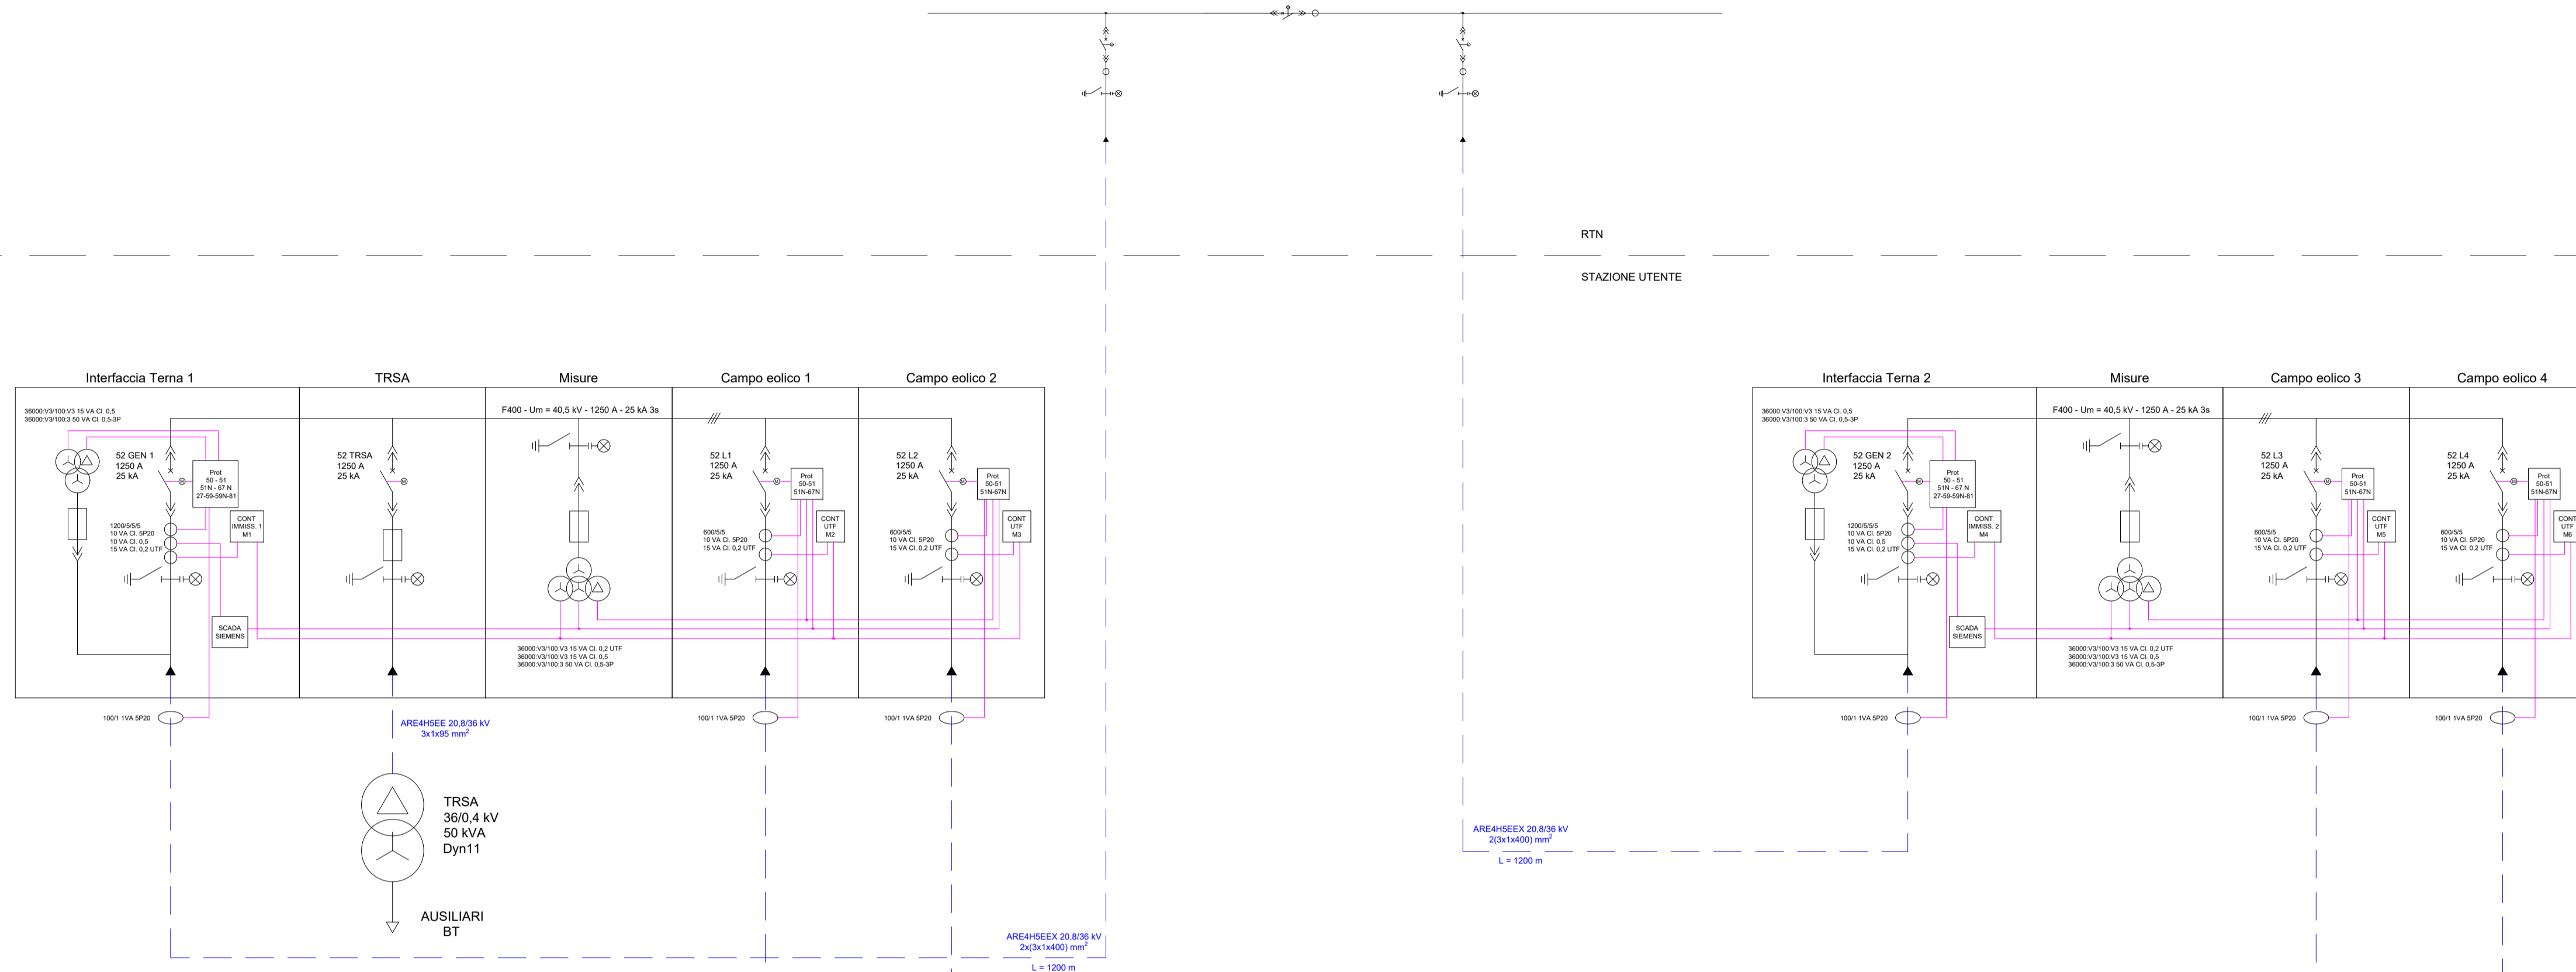 RTN
STAZIONE UTENTE
Interfaccia Terna 1
TRSA
Misure
Campo eolico 1
Campo eolico 2
36000:V3/100:V3 15 VA Cl. 0,5
36000:V3/100:3 50 VA Cl. 0,5-3P
52 GEN 1
1250 A
25 kA
Prot
50 - 51
51N - 67 N
27-59-59N-81
1200/5/5/5
10 VA Cl. 5P20
10 VA Cl. 0,5
15 VA Cl. 0,2 UTF
CONT
IMMISS. 1
M1
SCADA
SIEMENS
100/1 1VA 5P20
52 TRSA
1250 A
25 kA
F400 - Um = 40,5 kV - 1250 A - 25 kA 3s
36000:V3/100:V3 15 VA Cl. 0,2 UTF
36000:V3/100:V3 15 VA Cl. 0,5
36000:V3/100:3 50 VA Cl. 0,5-3P
52 L1
1250 A
25 kA
Prot
50-51
51N-67N
600/5/5
10 VA Cl. 5P20
15 VA Cl. 0,2 UTF
CONT
UTF
M2
100/1 1VA 5P20
52 L2
1250 A
25 kA
Prot
50-51
51N-67N
600/5/5
10 VA Cl. 5P20
15 VA Cl. 0,2 UTF
CONT
UTF
M3
100/1 1VA 5P20
ARE4H5EE 20,8/36 kV
3x1x95 mm²
TRSA
36/0,4 kV
50 kVA
Dyn11
AUSILIARI
BT
ARE4H5EEX 20,8/36 kV
2x(3x1x400) mm²
L = 1200 m
Interfaccia Terna 2
Misure
Campo eolico 3
Campo eolico 4
36000:V3/100:V3 15 VA Cl. 0,5
36000:V3/100:3 50 VA Cl. 0,5-3P
52 GEN 2
1250 A
25 kA
Prot
50 - 51
51N - 67 N
27-59-59N-81
1200/5/5/5
10 VA Cl. 5P20
10 VA Cl. 0,5
15 VA Cl. 0,2 UTF
CONT
IMMISS. 2
M4
SCADA
SIEMENS
100/1 1VA 5P20
F400 - Um = 40,5 kV - 1250 A - 25 kA 3s
36000:V3/100:V3 15 VA Cl. 0,2 UTF
36000:V3/100:V3 15 VA Cl. 0,5
36000:V3/100:3 50 VA Cl. 0,5-3P
52 L3
1250 A
25 kA
Prot
50-51
51N-67N
600/5/5
10 VA Cl. 5P20
15 VA Cl. 0,2 UTF
CONT
UTF
M5
100/1 1VA 5P20
52 L4
1250 A
25 kA
Prot
50-51
51N-67N
600/5/5
10 VA Cl. 5P20
15 VA Cl. 0,2 UTF
CONT
UTF
M6
100/1 1VA 5P20
ARE4H5EEX 20,8/36 kV
2(3x1x400) mm²
L = 1200 m